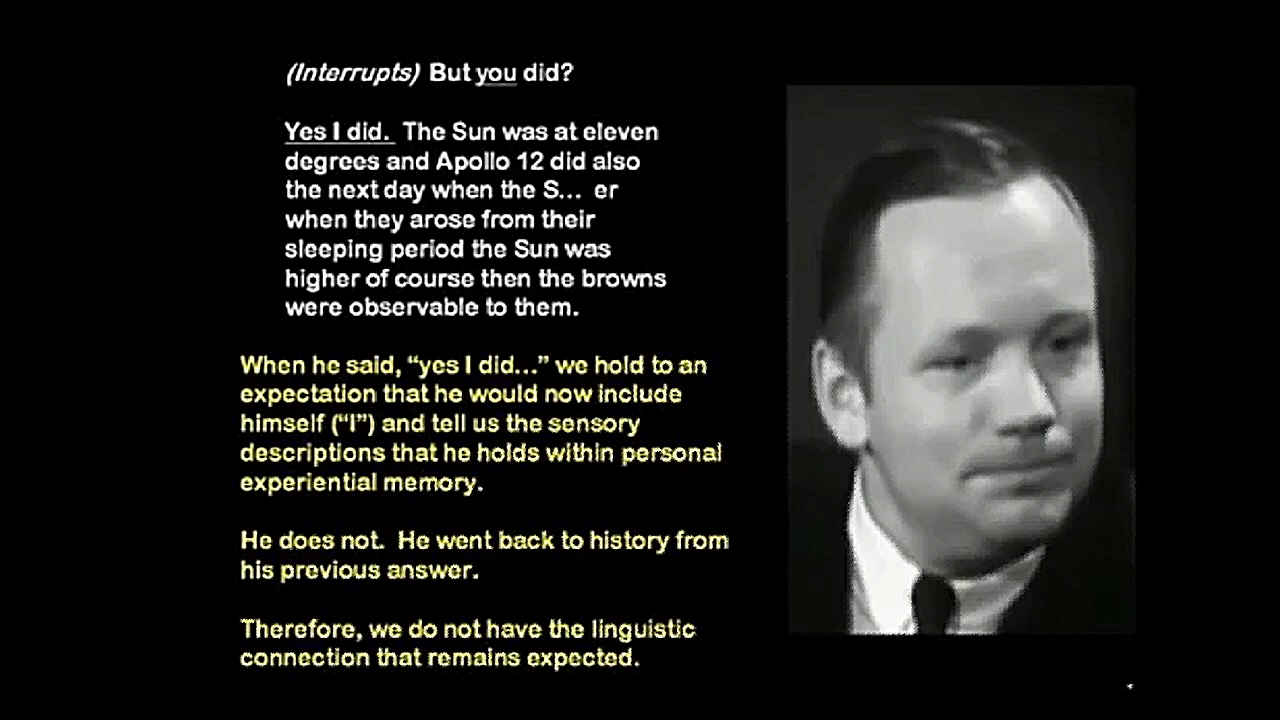 (Interrupts) But you did?
Yes I did. The Sun was at eleven
degrees and Apollo 12 did also
the next day when the S... er
when they arose from their
sleeping period the Sun was
higher of course then the browns
were observable to them.
When he said, “yes I did...” we hold to an
expectation that he would now include
himself (“I”) and tell us the sensory
descriptions that he holds within personal
experiential memory.
He does not. He went back to history from
his previous answer.
Therefore, we do not have the linguistic
connection that remains expected.